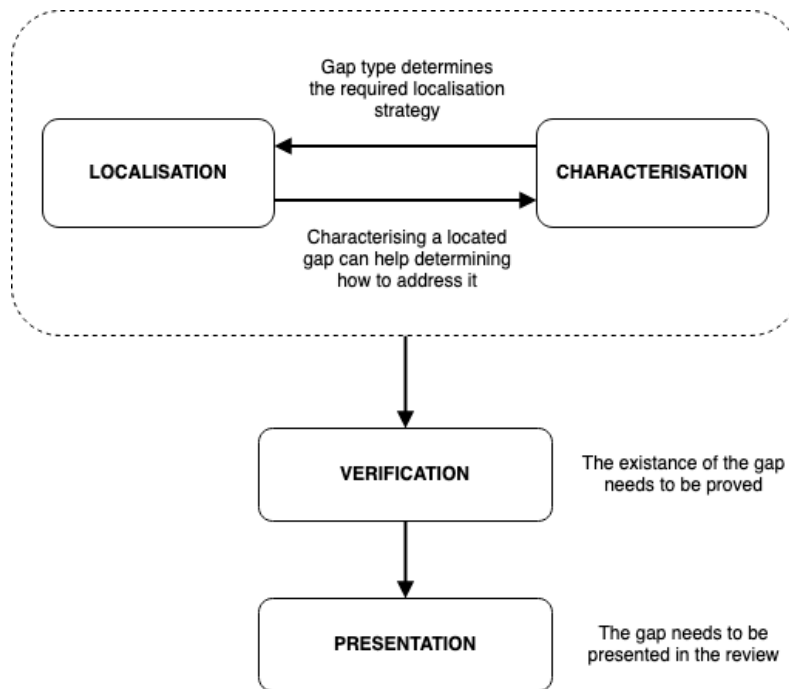 Gap type determines
the required localisation
strategy
LOCALISATION
CHARACTERISATION
Characterising a located
gap can help determining
how to address it
VERIFICATION
The existance of the gap
needs to be proved
PRESENTATION
The gap needs to be
presented in the review